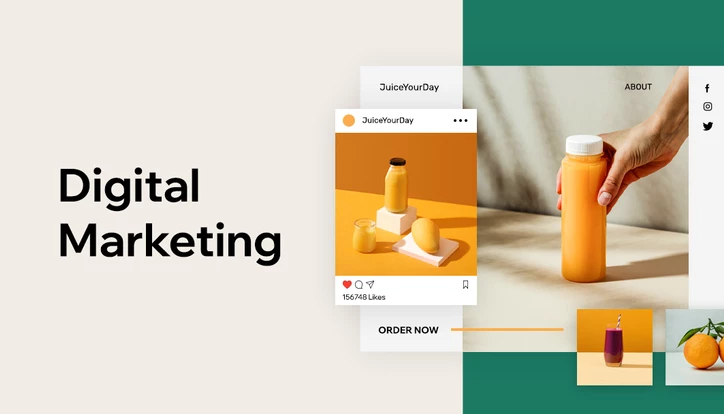 Digital
Marketing
JuiceYourDay
ABOUT
JuiceYourDay
156748 Likes
ORDER NOW